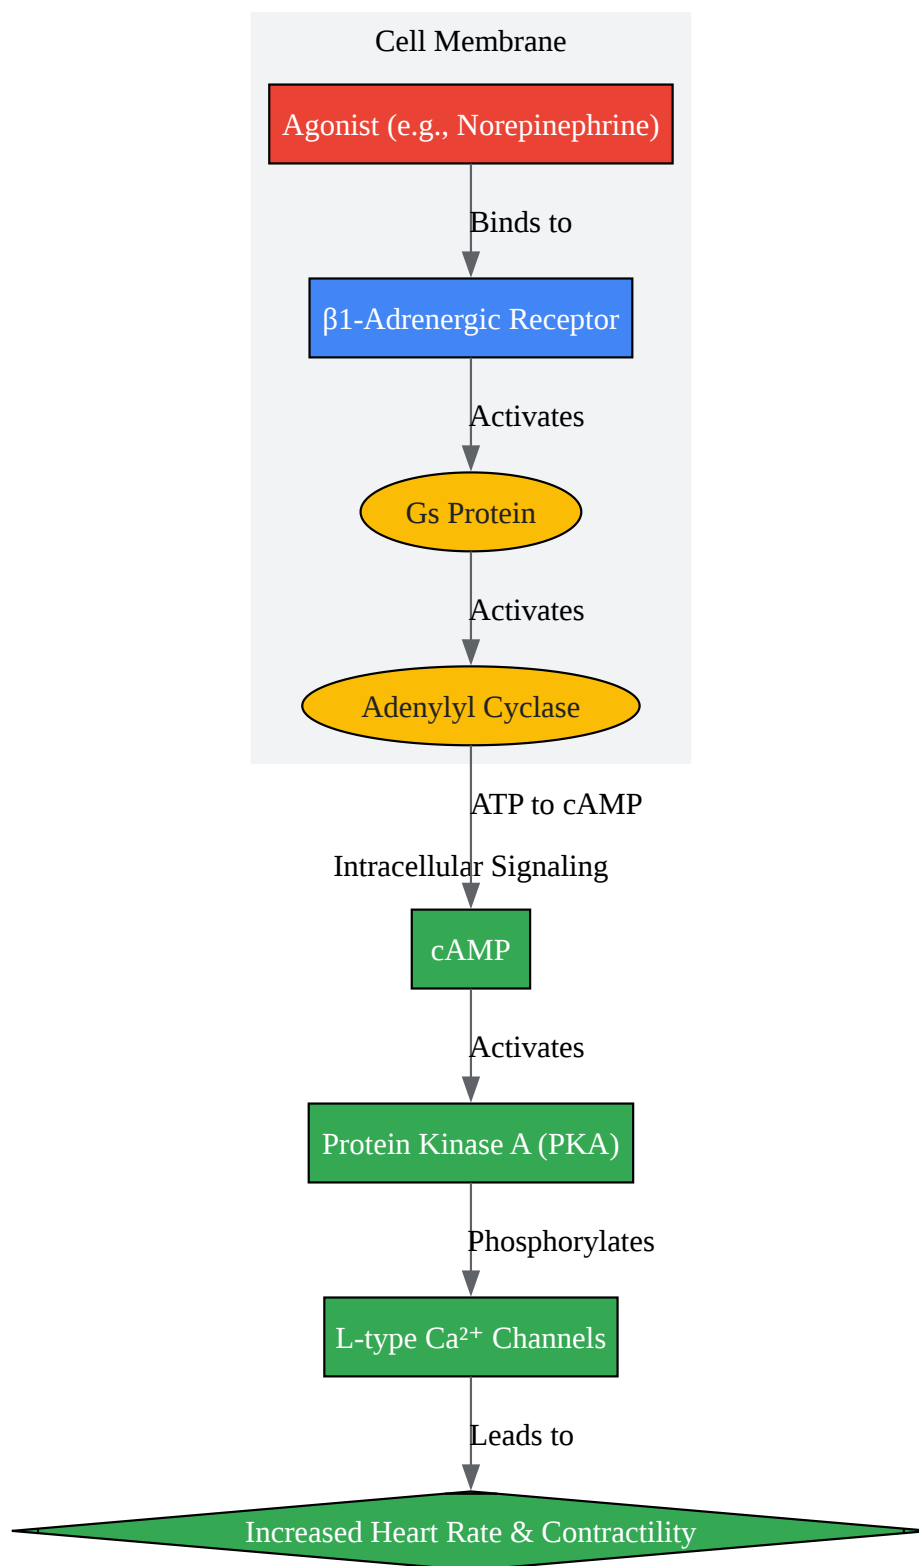 Cell Membrane
Agonist (e.g., Norepinephrine)
Binds to
β1-Adrenergic Receptor
Activates
Gs Protein
Activates
Adenylyl Cyclase
ATP to cAMP
Intracellular Signaling
cAMP
Activates
Protein Kinase A (PKA)
Phosphorylates
L-type Ca²⁺ Channels
Leads to
Increased Heart Rate & Contractility